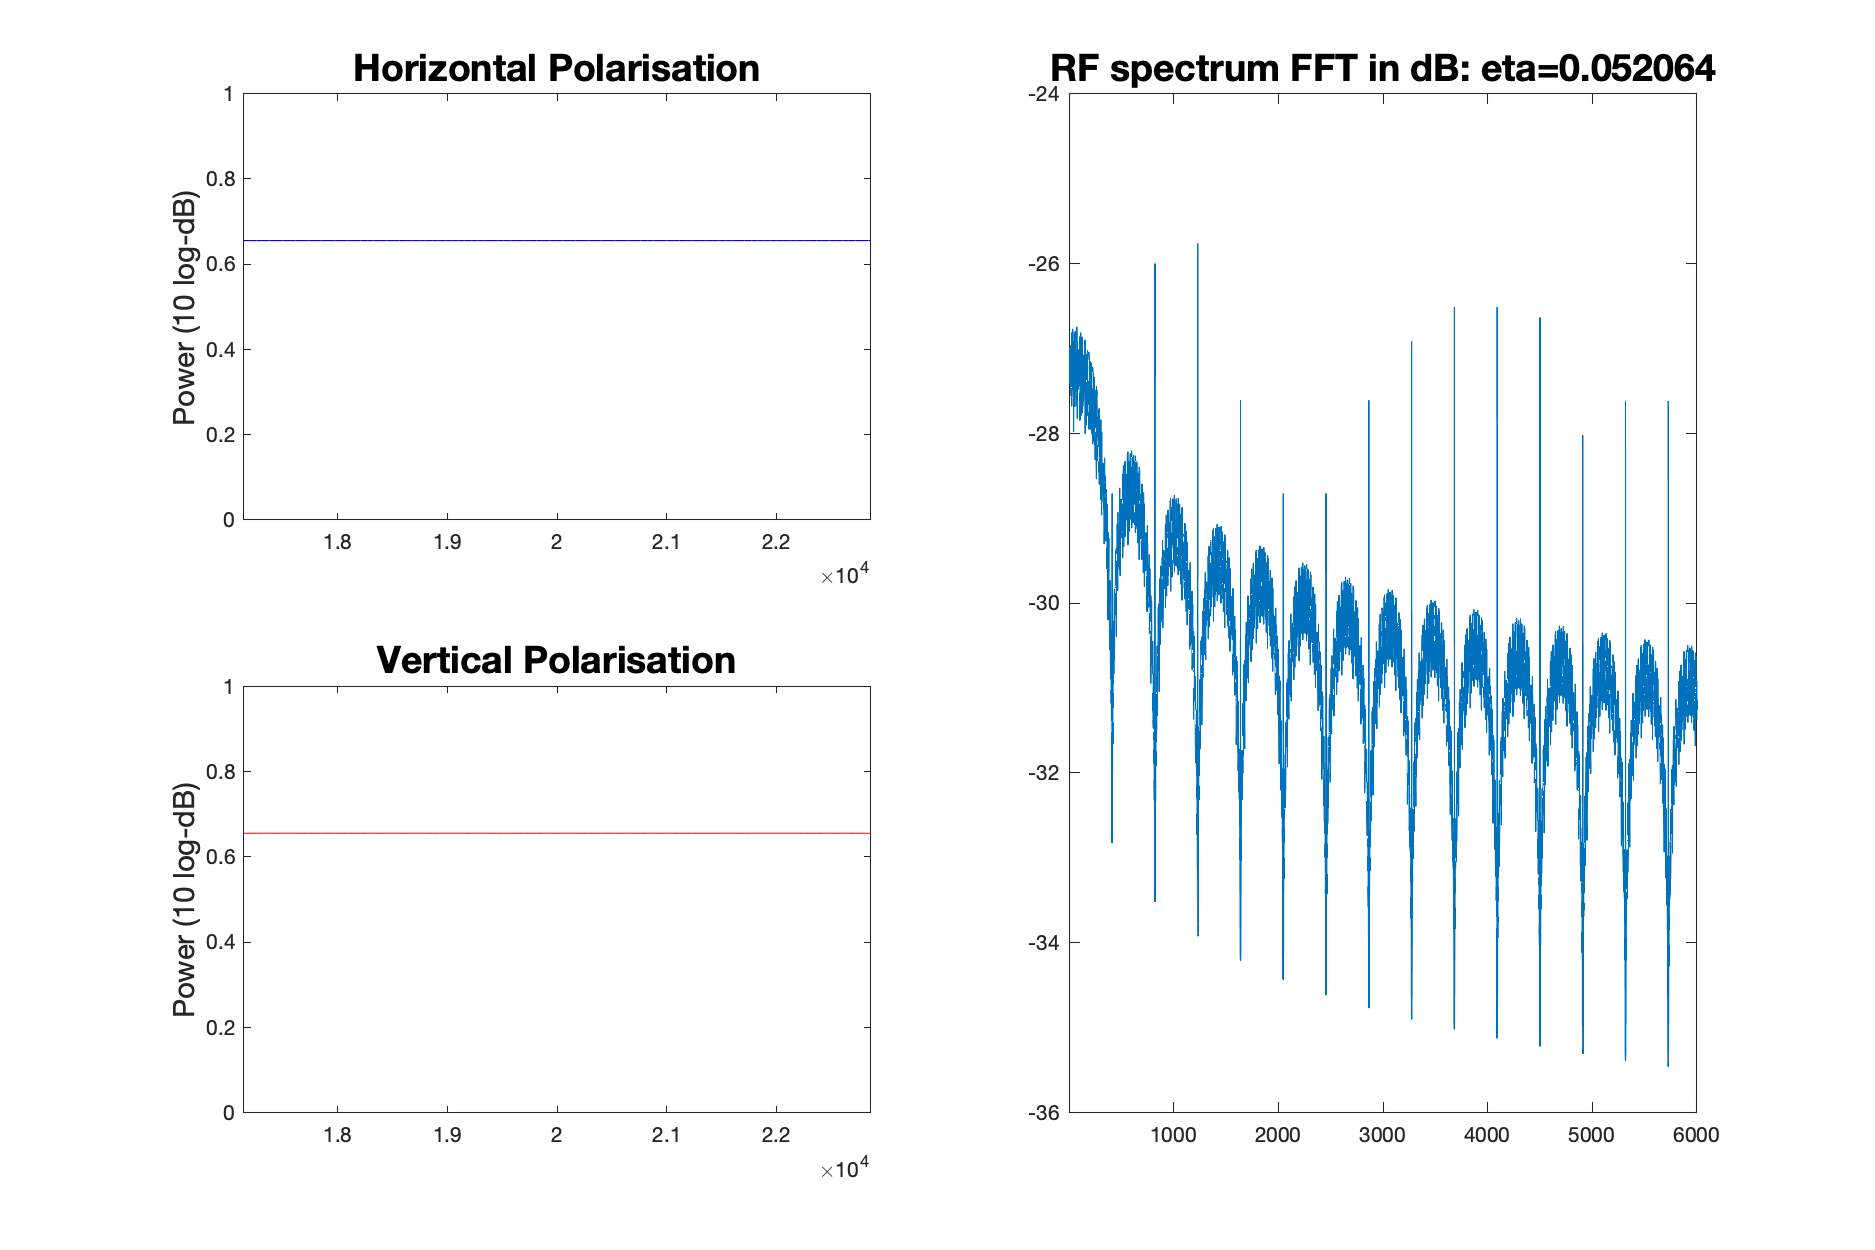 Horizontal Polarisation
Power (10 log-dB)
1
0.8
0.6
0.4
0.2
0
1.8 1.9 2 2.1 2.2
×10^4
Vertical Polarisation
Power (10 log-dB)
1
0.8
0.6
0.4
0.2
0
1.8 1.9 2 2.1 2.2
×10^4
RF spectrum FFT in dB: eta=0.052064
-24
-26
-28
-30
-32
-34
-36
1000 2000 3000 4000 5000 6000